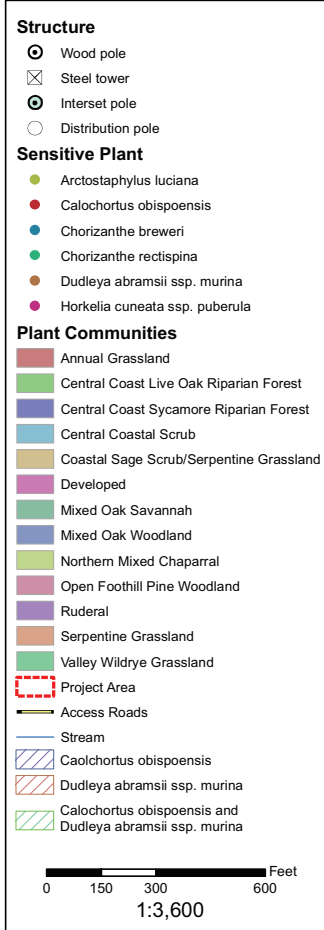 Structure
Wood pole
Steel tower
Interset pole
Distribution pole
Sensitive Plant
Arctostaphylus luciana
Calochortus obispoensis
Chorizanthe breweri
Chorizanthe rectispina
Dudleya abramsii ssp. murina
Horkelia cuneata ssp. puberula
Plant Communities
Annual Grassland
Central Coast Live Oak Riparian Forest
Central Coast Sycamore Riparian Forest
Central Coastal Scrub
Coastal Sage Scrub/Serpentine Grassland
Developed
Mixed Oak Savannah
Mixed Oak Woodland
Northern Mixed Chaparral
Open Foothill Pine Woodland
Ruderal
Serpentine Grassland
Valley Wildrye Grassland
Project Area
Access Roads
Stream
Caolchortus obispoensis
Dudleya abramsii ssp. murina
Calochortus obispoensis and
Dudleya abramsii ssp. murina
Feet
0 150 300 600
1:3,600